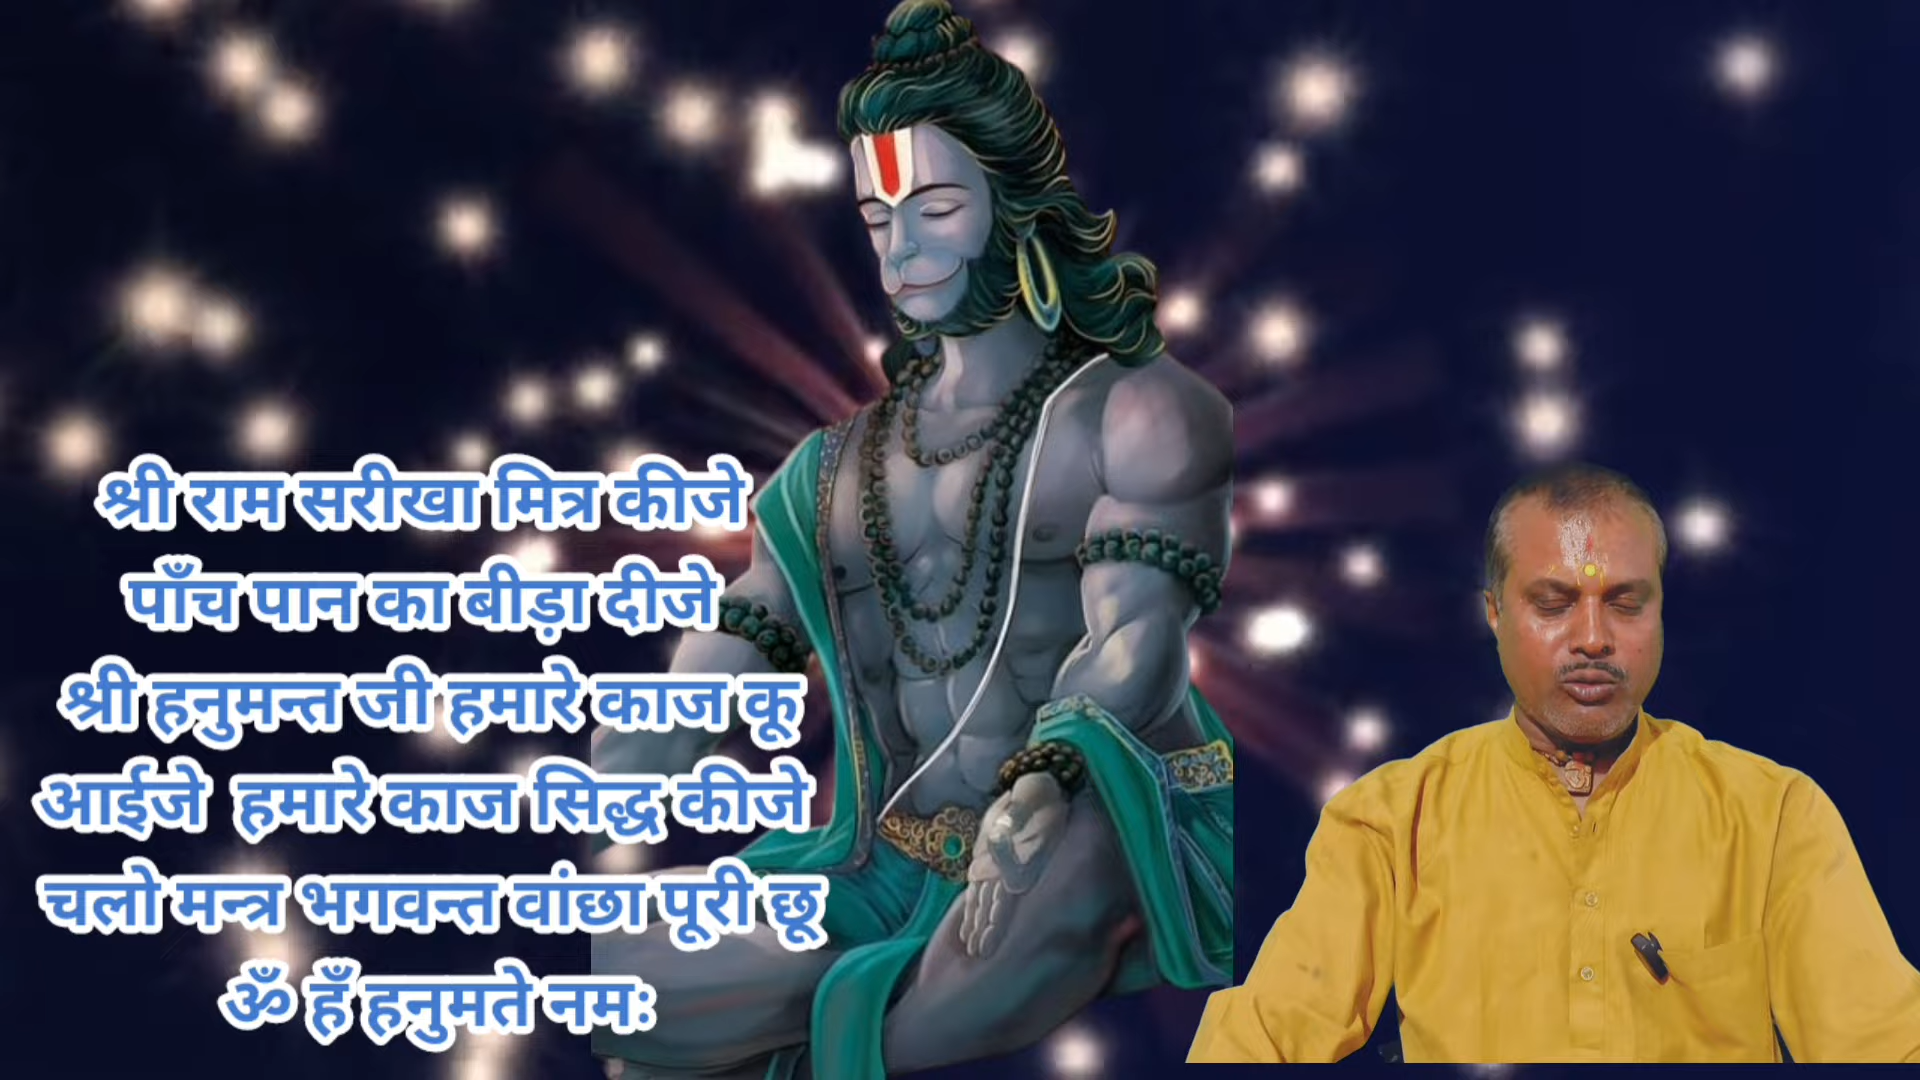 श्री राम सरीखा मित्र कीजे
पाँच पान का बीड़ा दीजे
श्री हनुमन्त जी हमारे काज कू
आईजे हमारे काज सिद्ध कीजे
चलो मन्त्र भगवन्त वांछा पूरी छू
ॐ हँ हनुमते नमः